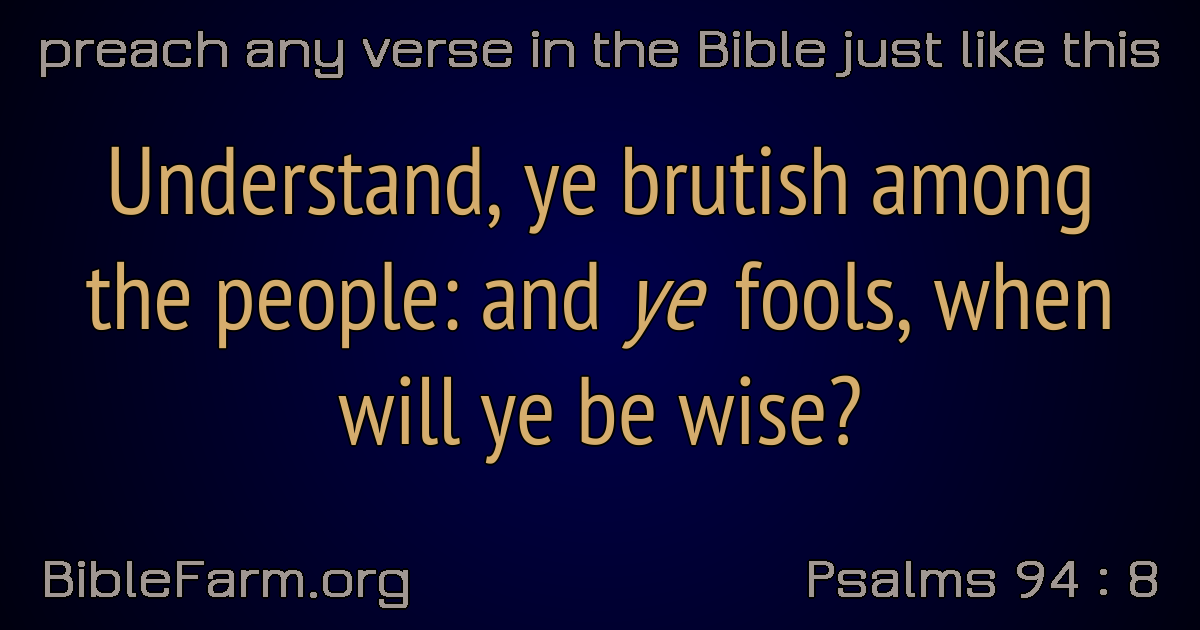 preach any verse in the Bible just like this
Understand, ye brutish among
the people: and ye fools, when
will ye be wise?
BibleFarm.org
Psalms 94 : 8